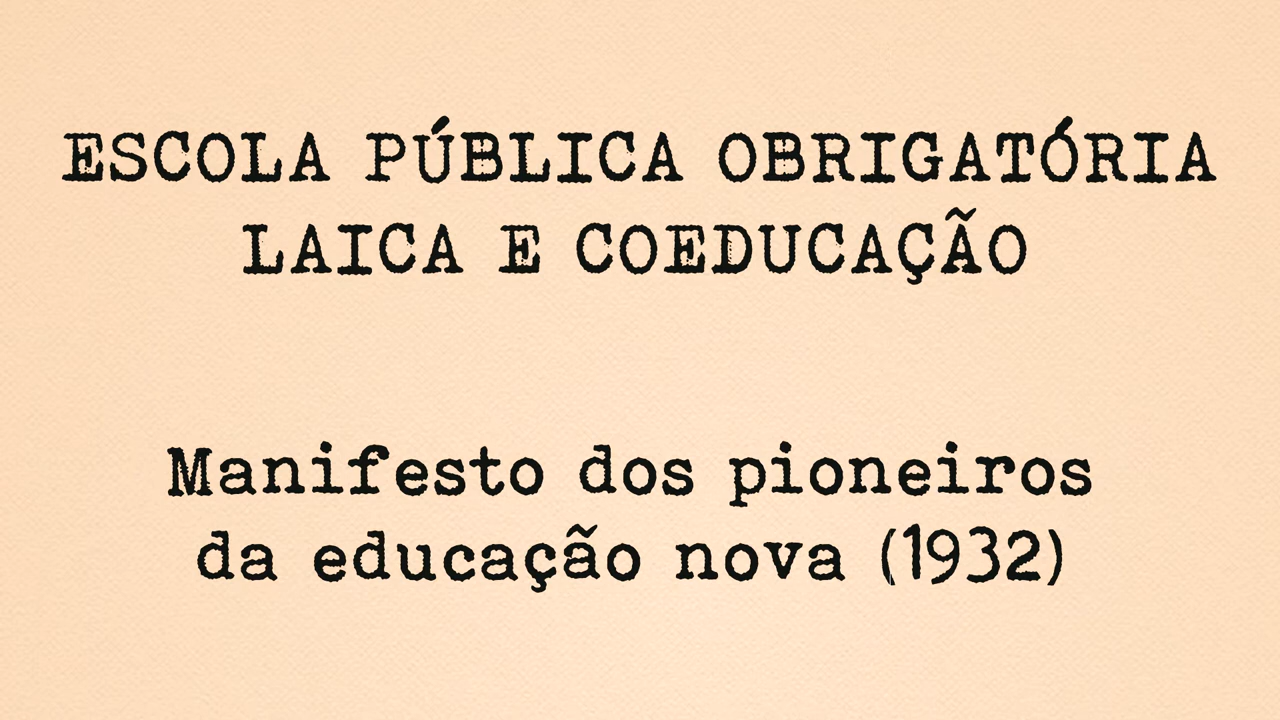 ESCOLA PÚBLICA OBRIGATÓRIA
LAICA E COEDUCAÇÃO
Manifesto dos pioneiros
da educação nova (1932)